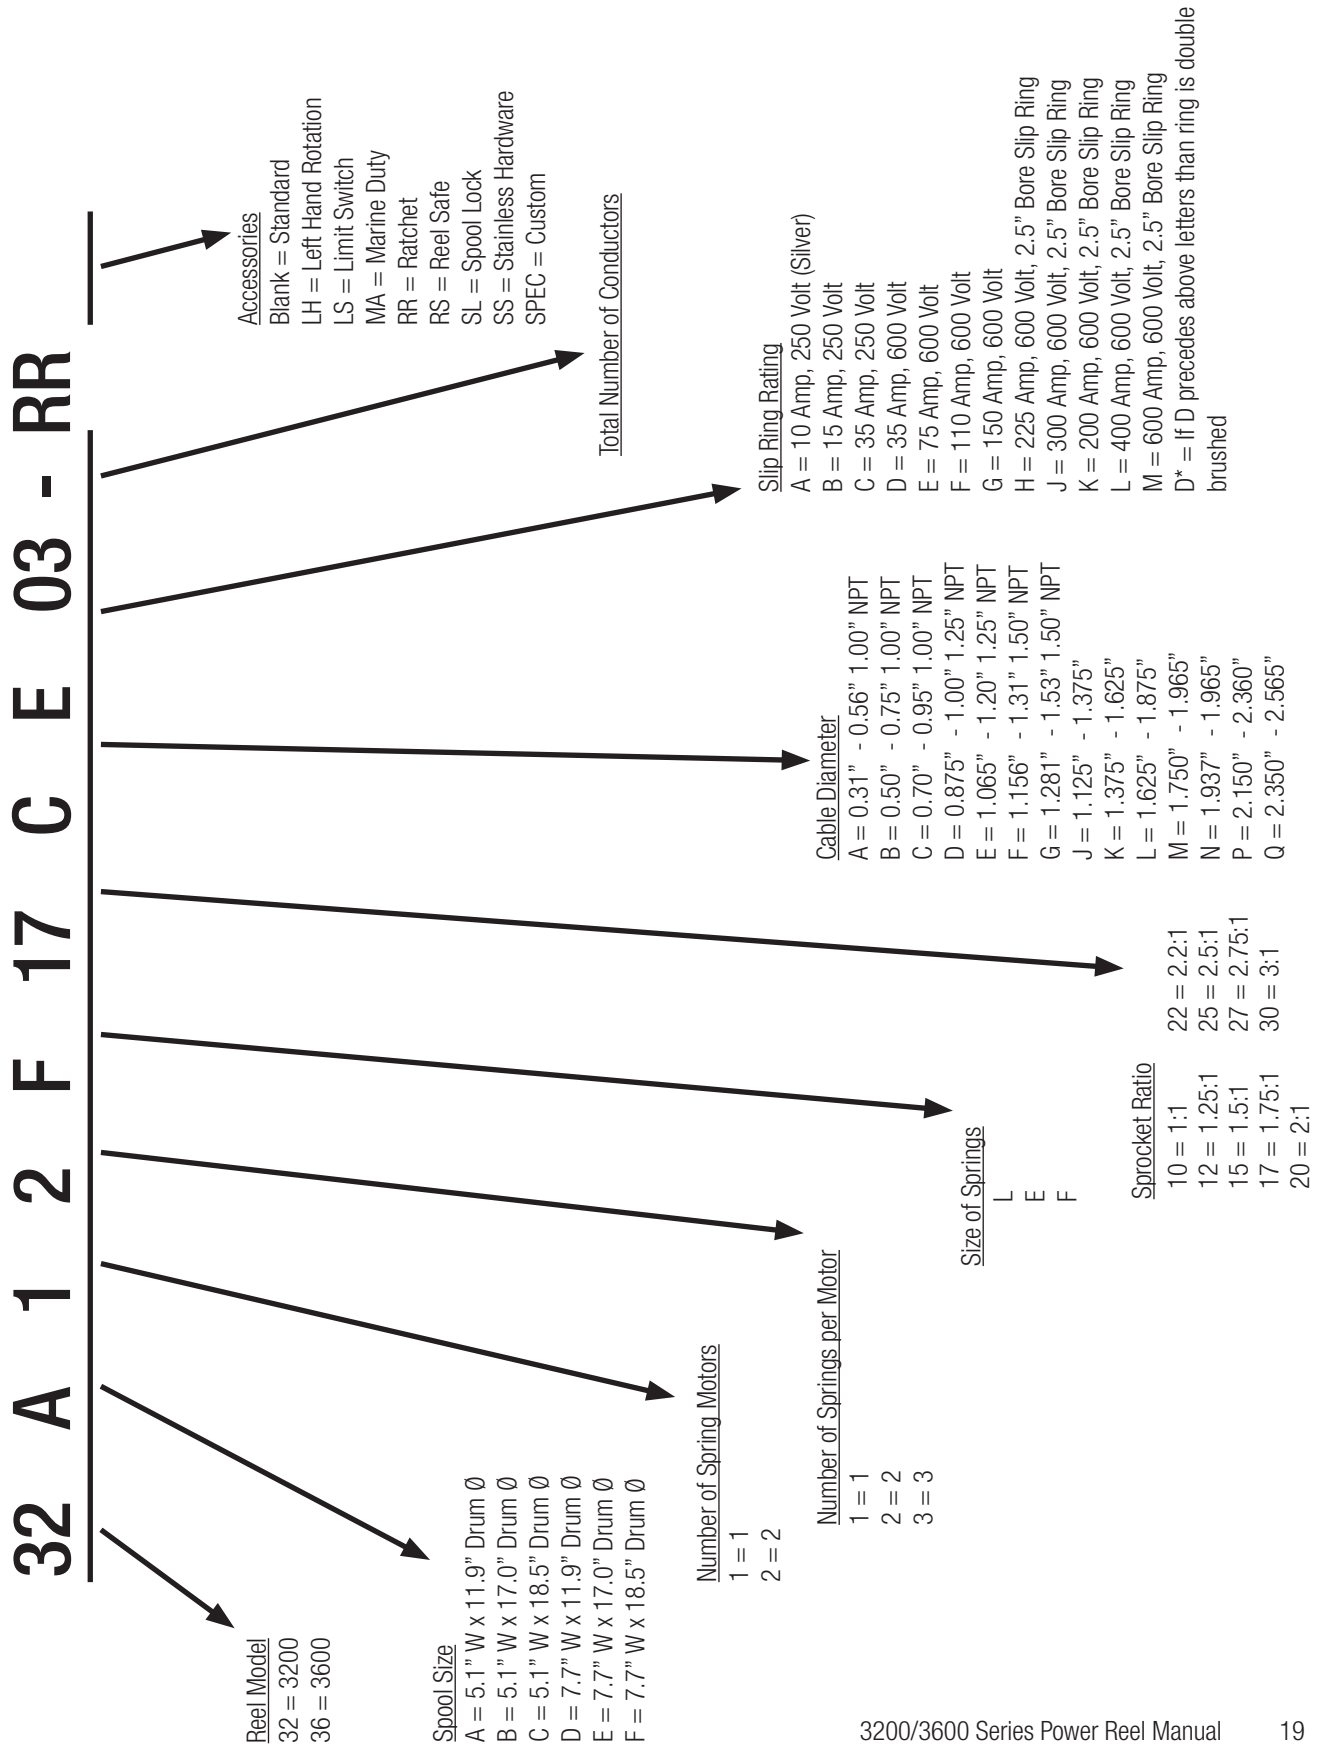 32 A 1 2 F 17 C E 03 - RR
Reel Model
32 = 3200
36 = 3600
Spool Size
A = 5.1” W x 11.9” Drum Ø
B = 5.1” W x 17.0” Drum Ø
C = 5.1” W x 18.5” Drum Ø
D = 7.7” W x 11.9” Drum Ø
E = 7.7” W x 17.0” Drum Ø
F = 7.7” W x 18.5” Drum Ø
Number of Spring Motors
1 = 1
2 = 2
Number of Springs per Motor
1 = 1
2 = 2
3 = 3
Size of Springs
L
E
F
Sprocket Ratio
10 = 1:1
12 = 1.25:1
15 = 1.5:1
17 = 1.75:1
20 = 2:1
22 = 2.2:1
25 = 2.5:1
27 = 2.75:1
30 = 3:1
Cable Diameter
A = 0.31” - 0.56” 1.00” NPT
B = 0.50” - 0.75” 1.00” NPT
C = 0.70” - 0.95” 1.00” NPT
D = 0.875” - 1.00” 1.25” NPT
E = 1.065” - 1.20” 1.25” NPT
F = 1.156” - 1.31” 1.50” NPT
G = 1.281” - 1.53” 1.50” NPT
J = 1.125” - 1.375”
K = 1.375” - 1.625”
L = 1.625” - 1.875”
M = 1.750” - 1.965”
N = 1.937” - 1.965”
P = 2.150” - 2.360”
Q = 2.350” - 2.565”
Slip Ring Rating
A = 10 Amp, 250 Volt (Silver)
B = 15 Amp, 250 Volt
C = 35 Amp, 250 Volt
D = 35 Amp, 600 Volt
E = 75 Amp, 600 Volt
F = 110 Amp, 600 Volt
G = 150 Amp, 600 Volt
H = 225 Amp, 600 Volt, 2.5” Bore Slip Ring
J = 300 Amp, 600 Volt, 2.5” Bore Slip Ring
K = 200 Amp, 600 Volt, 2.5” Bore Slip Ring
L = 400 Amp, 600 Volt, 2.5” Bore Slip Ring
M = 600 Amp, 600 Volt, 2.5” Bore Slip Ring
D* = If D precedes above letters than ring is double
brushed
Total Number of Conductors
Accessories
Blank = Standard
LH = Left Hand Rotation
LS = Limit Switch
MA = Marine Duty
RR = Ratchet
RS = Reel Safe
SL = Spool Lock
SS = Stainless Hardware
SPEC = Custom
3200/3600 Series Power Reel Manual 19